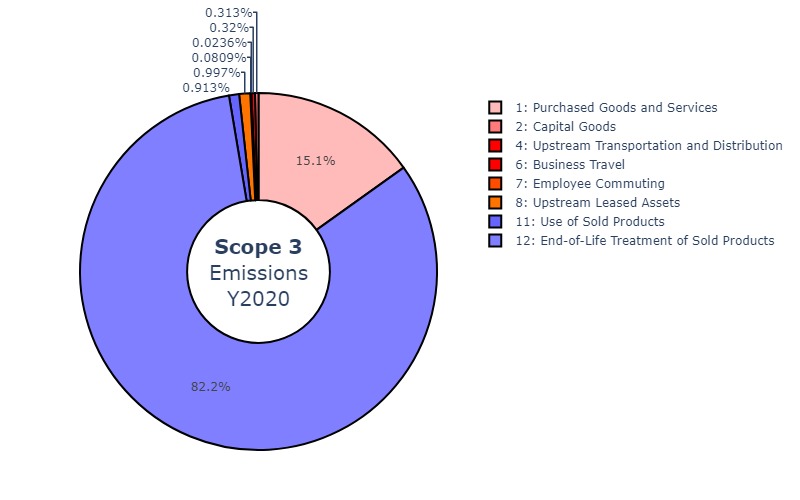 0.313%
0.32%
0.0236%
0.0809%
0.997%
0.913%
15.1%
82.2%
Scope 3
Emissions
Y2020
1: Purchased Goods and Services
2: Capital Goods
4: Upstream Transportation and Distribution
6: Business Travel
7: Employee Commuting
8: Upstream Leased Assets
11: Use of Sold Products
12: End-of-Life Treatment of Sold Products